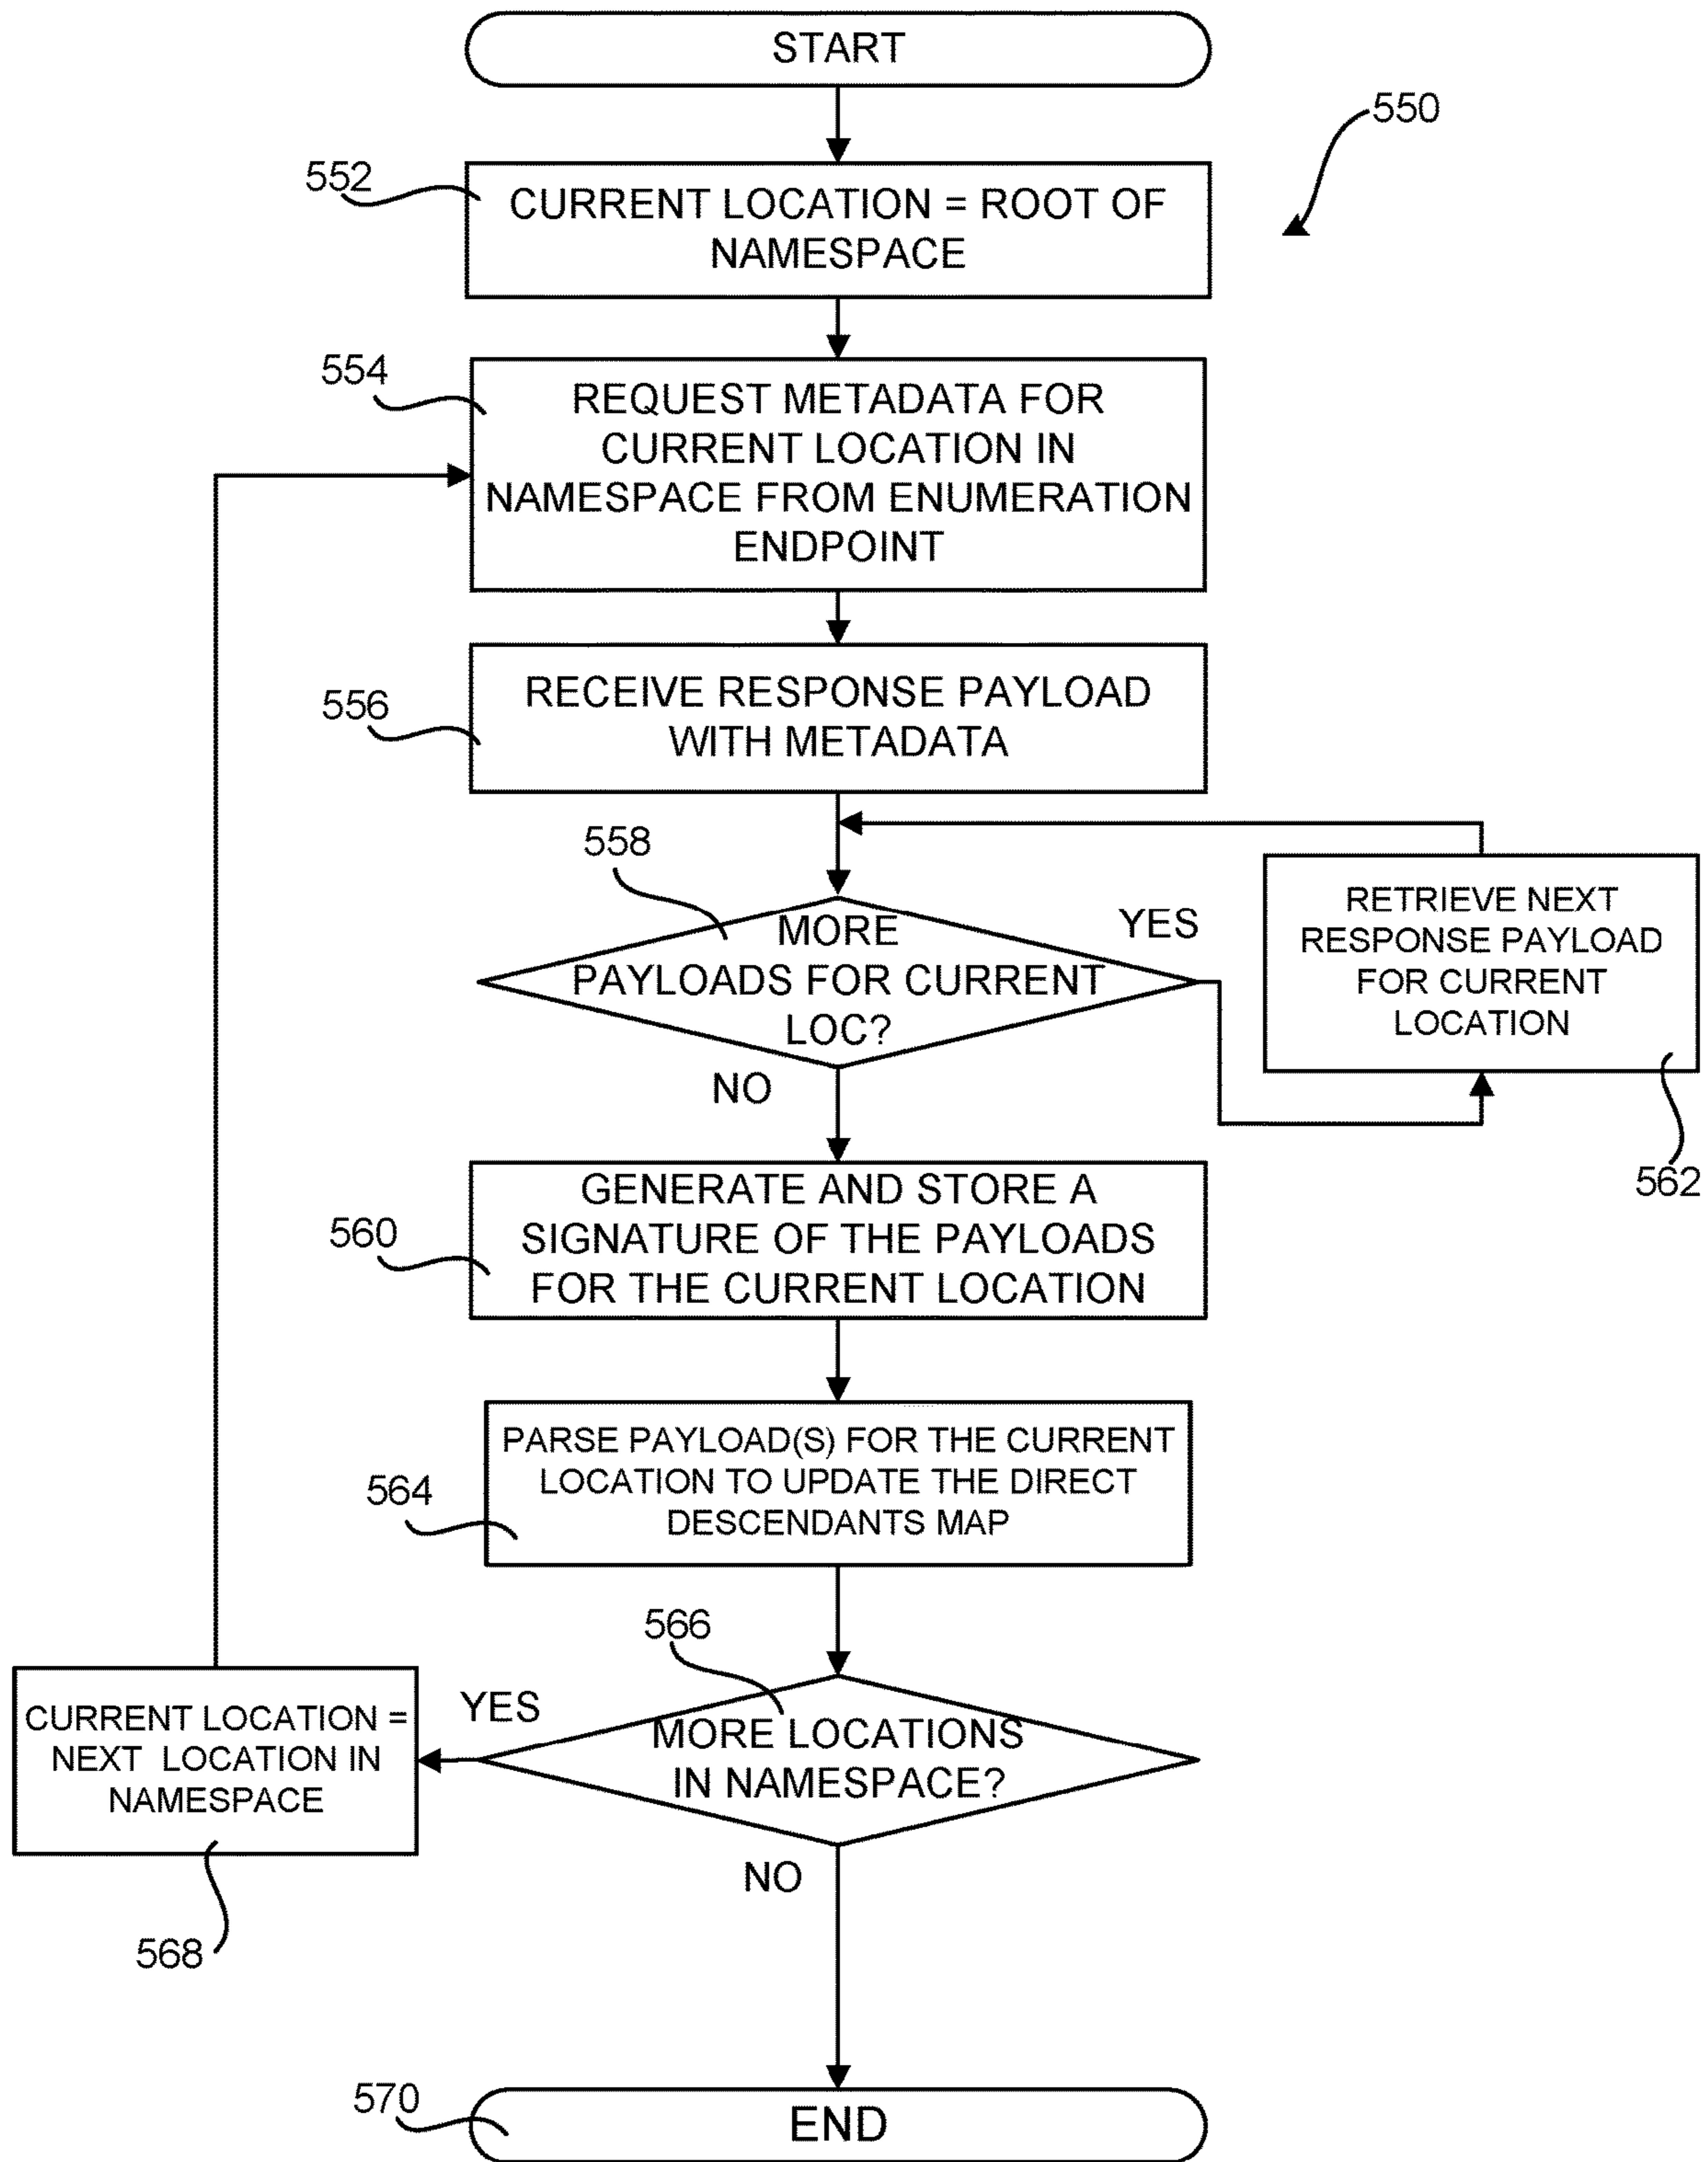 START
550
552
CURRENT LOCATION = ROOT OF
NAMESPACE
554
REQUEST METADATA FOR
CURRENT LOCATION IN
NAMESPACE FROM ENUMERATION
ENDPOINT
556
RECEIVE RESPONSE PAYLOAD
WITH METADATA
558
MORE
PAYLOADS FOR CURRENT
LOC?
YES
NO
RETRIEVE NEXT
RESPONSE PAYLOAD
FOR CURRENT
LOCATION
562
560
GENERATE AND STORE A
SIGNATURE OF THE PAYLOADS
FOR THE CURRENT LOCATION
564
PARSE PAYLOAD(S) FOR THE CURRENT
LOCATION TO UPDATE THE DIRECT
DESCENDANTS MAP
566
MORE LOCATIONS
IN NAMESPACE?
YES
NO
CURRENT LOCATION =
NEXT LOCATION IN
NAMESPACE
568
570
END